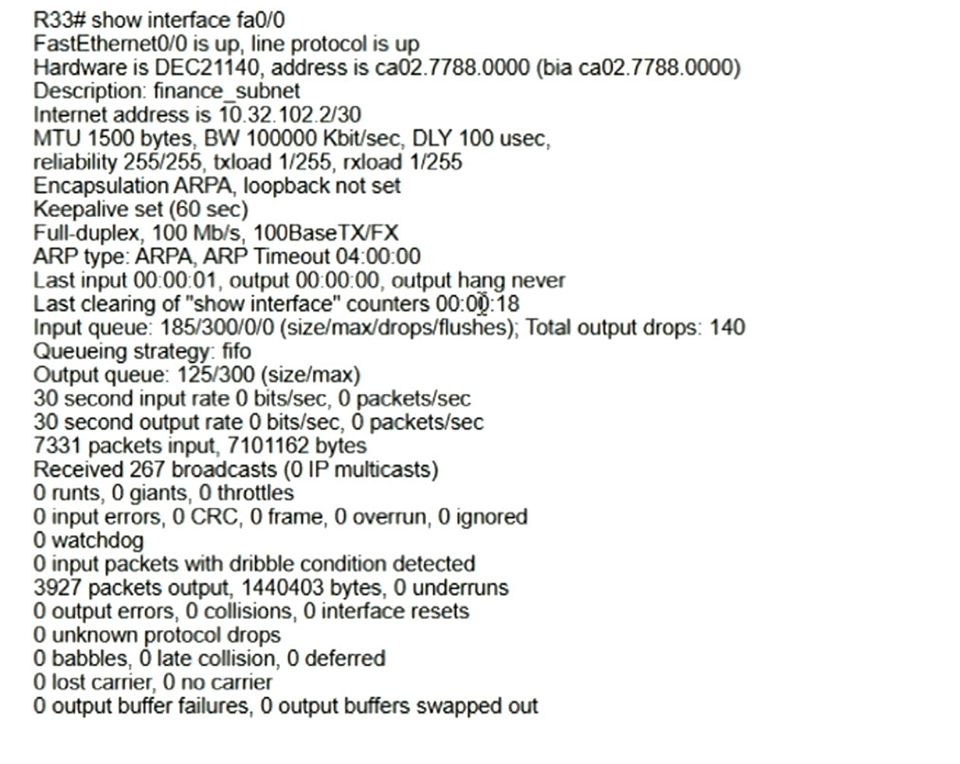 R33# show interface fa0/0
FastEthernet0/0 is up, line protocol is up
Hardware is DEC21140, address is ca02.7788.0000 (bia ca02.7788.0000)
Description: finance_subnet
Internet address is 10.32.102.2/30
MTU 1500 bytes, BW 100000 Kbit/sec, DLY 100 usec,
reliability 255/255, txload 1/255, rxload 1/255
Encapsulation ARPA, loopback not set
Keepalive set (60 sec)
Full-duplex, 100 Mb/s, 100BaseTX/FX
ARP type: ARPA, ARP Timeout 04:00:00
Last input 00:00:01, output 00:00:00, output hang never
Last clearing of "show interface" counters 00:00:18
Input queue: 185/300/0/0 (size/max/drops/flushes); Total output drops: 140
Queueing strategy: fifo
Output queue: 125/300 (size/max)
30 second input rate 0 bits/sec, 0 packets/sec
30 second output rate 0 bits/sec, 0 packets/sec
7331 packets input, 7101162 bytes
Received 267 broadcasts (0 IP multicasts)
0 runts, 0 giants, 0 throttles
0 input errors, 0 CRC, 0 frame, 0 overrun, 0 ignored
0 watchdog
0 input packets with dribble condition detected
3927 packets output, 1440403 bytes, 0 underruns
0 output errors, 0 collisions, 0 interface resets
0 unknown protocol drops
0 babbles, 0 late collision, 0 deferred
0 lost carrier, 0 no carrier
0 output buffer failures, 0 output buffers swapped out